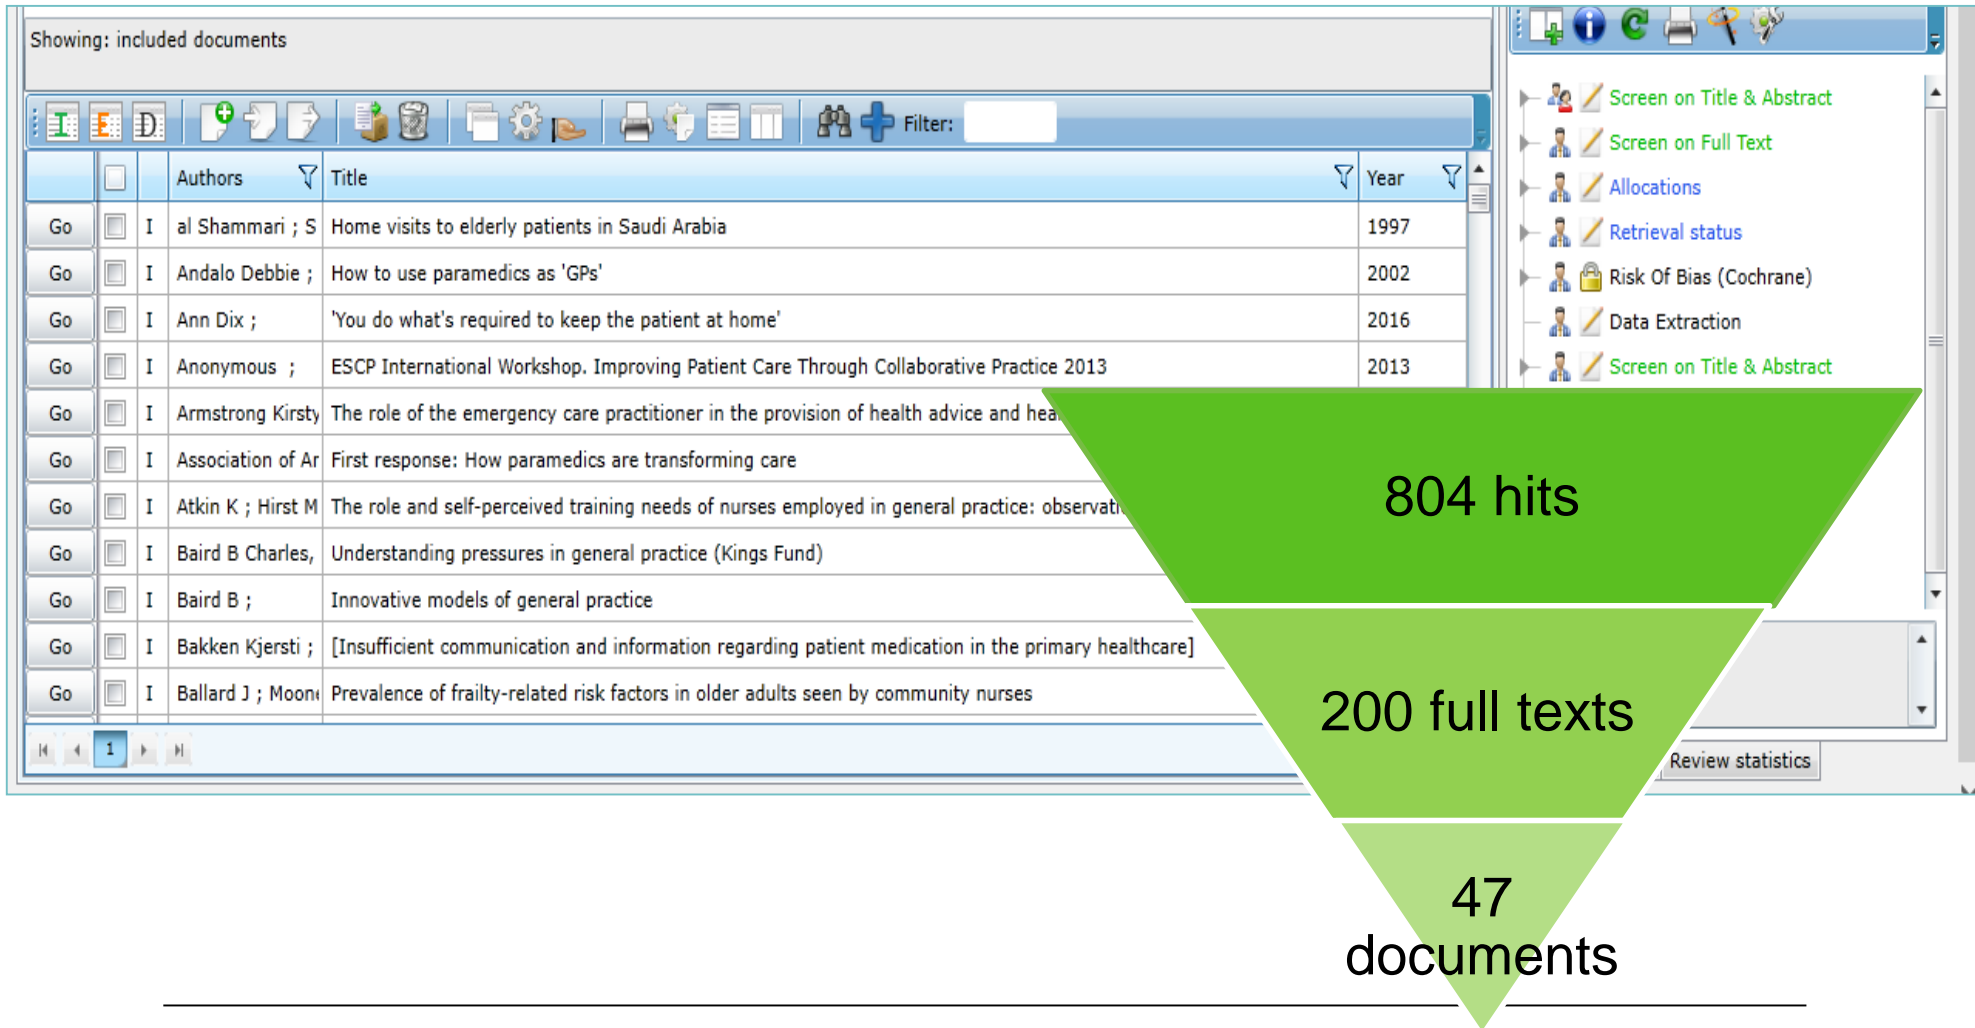 Showing: included documents
I E D Filter:
Authors Title Year
Go I al Shammari ; S Home visits to elderly patients in Saudi Arabia 1997
Go I Andalo Debbie ; How to use paramedics as 'GPs' 2002
Go I Ann Dix ; 'You do what's required to keep the patient at home' 2016
Go I Anonymous ; ESCP International Workshop. Improving Patient Care Through Collaborative Practice 2013 2013
Go I Armstrong Kirsty The role of the emergency care practitioner in the provision of health advice and hea
Go I Association of Ar First response: How paramedics are transforming care
Go I Atkin K ; Hirst M The role and self-perceived training needs of nurses employed in general practice: observati
Go I Baird B Charles, Understanding pressures in general practice (Kings Fund)
Go I Baird B ; Innovative models of general practice
Go I Bakken Kjersti ; [Insufficient communication and information regarding patient medication in the primary healthcare]
Go I Ballard J ; Moon Prevalence of frailty-related risk factors in older adults seen by community nurses
1
Screen on Title & Abstract
Screen on Full Text
Allocations
Retrieval status
Risk Of Bias (Cochrane)
Data Extraction
Screen on Title & Abstract
Review statistics
804 hits
200 full texts
47
documents